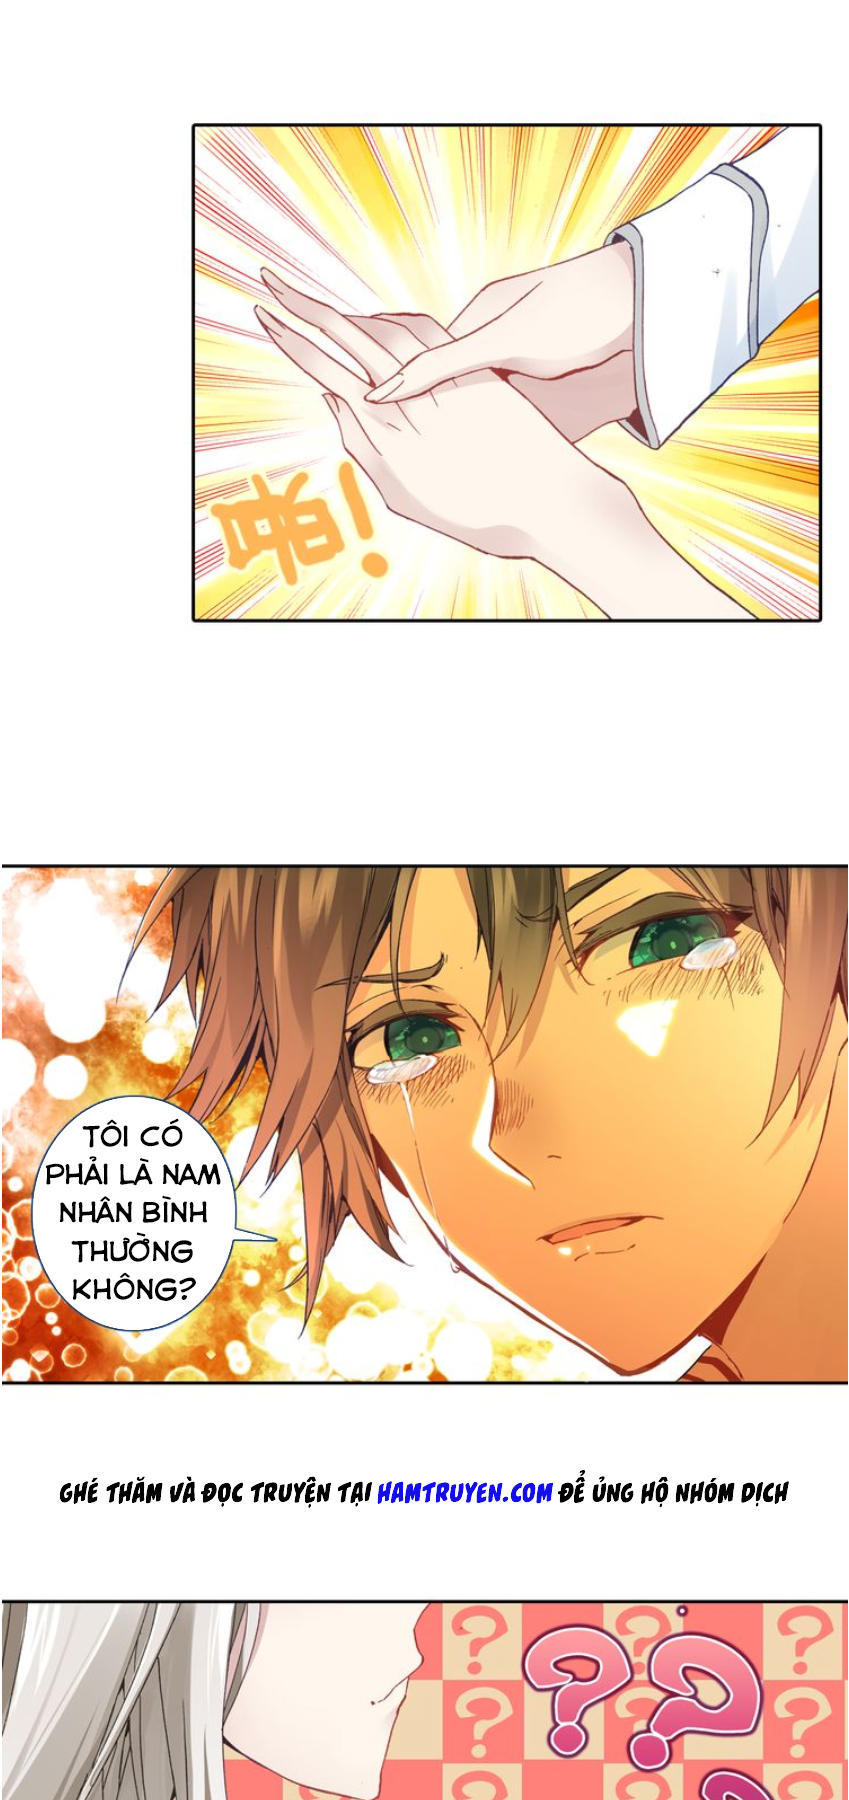 TÔI CÓ
PHẢI LÀ NAM
NHÂN BÌNH
THƯỜNG
KHÔNG?
GHÉ THĂM VÀ ĐỌC TRUYỆN TẠI HAMTRUYEN.COM ĐỂ ỦNG HỘ NHÓM DỊCH
? ?